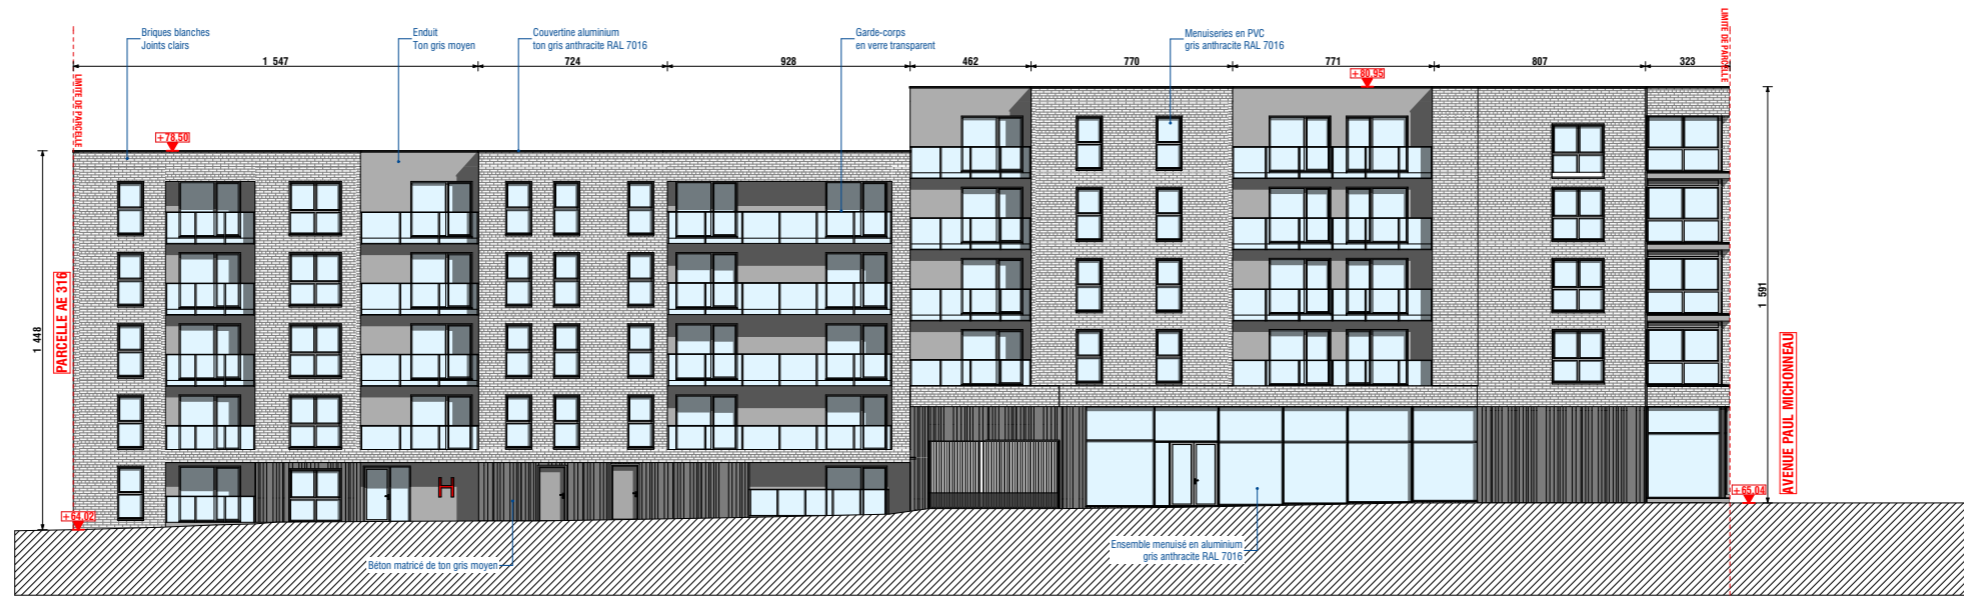 Briques blanches
Joints clairs
Enduit
Ton gris moyen
Couvertine aluminium
ton gris anthracite RAL 7016
Garde-corps
en verre transparent
Menuiseries en PVC
gris anthracite RAL 7016
1 547
724
928
462
770
771
807
323
LIMITE DE PARCELLE
LIMITE DE PARCELLE
+78.50
+80.95
PARCELLE AE 316
1 448
1 591
AVENUE PAUL MICHONNEAU
H
+64.02
+65.04
Béton matricé de ton gris moyen
Ensemble menuisé en aluminium
gris anthracite RAL 7016